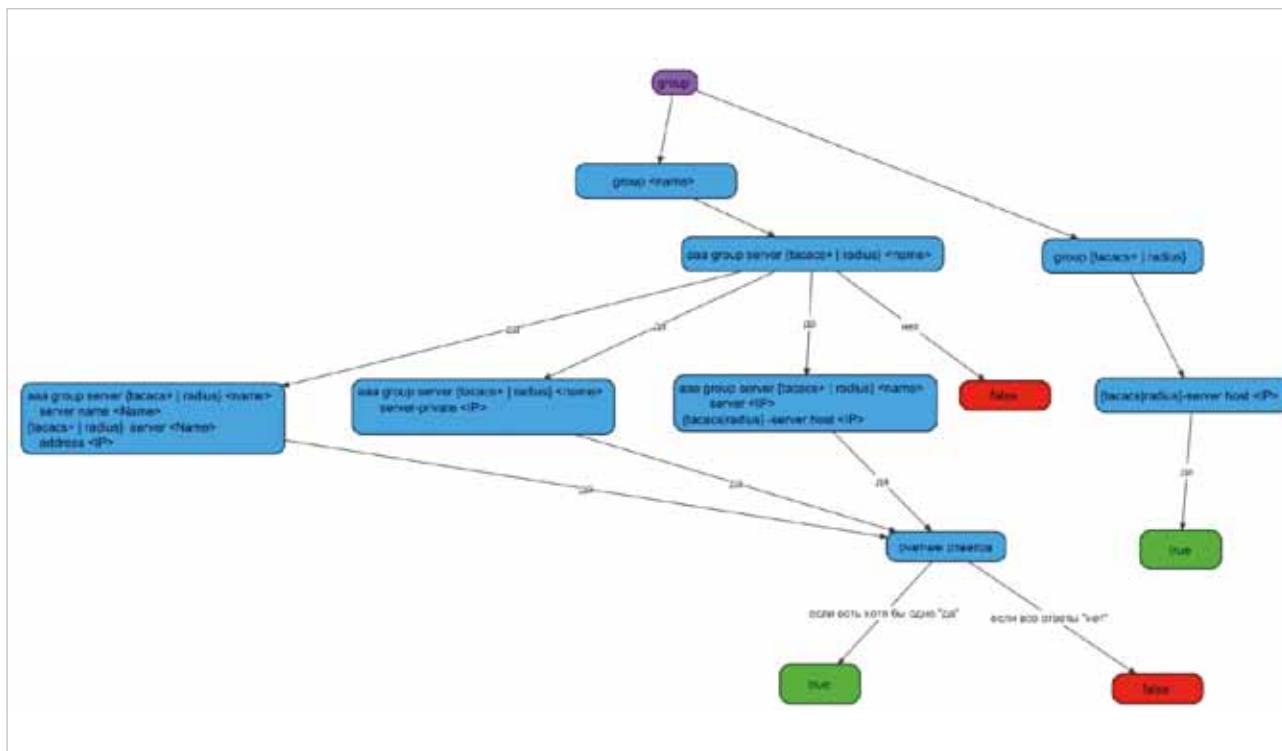 group
group <name>
aaa group server {tacacs+ | radius} <name>
group {tacacs+ | radius}
да
да
да
нет
aaa group server {tacacs+ | radius} <name>
server name <Name>
{tacacs+ | radius} server <Name>
address <IP>
aaa group server {tacacs+ | radius} <name>
server-private <IP>
aaa group server {tacacs+ | radius} <name>
server <IP>
{tacacs|radius} -server host <IP>
false
{tacacs|radius}-server host <IP>
да
да
да
да
ответов
true
если есть хотя бы одно "да"
если все ответы "нет"
true
false